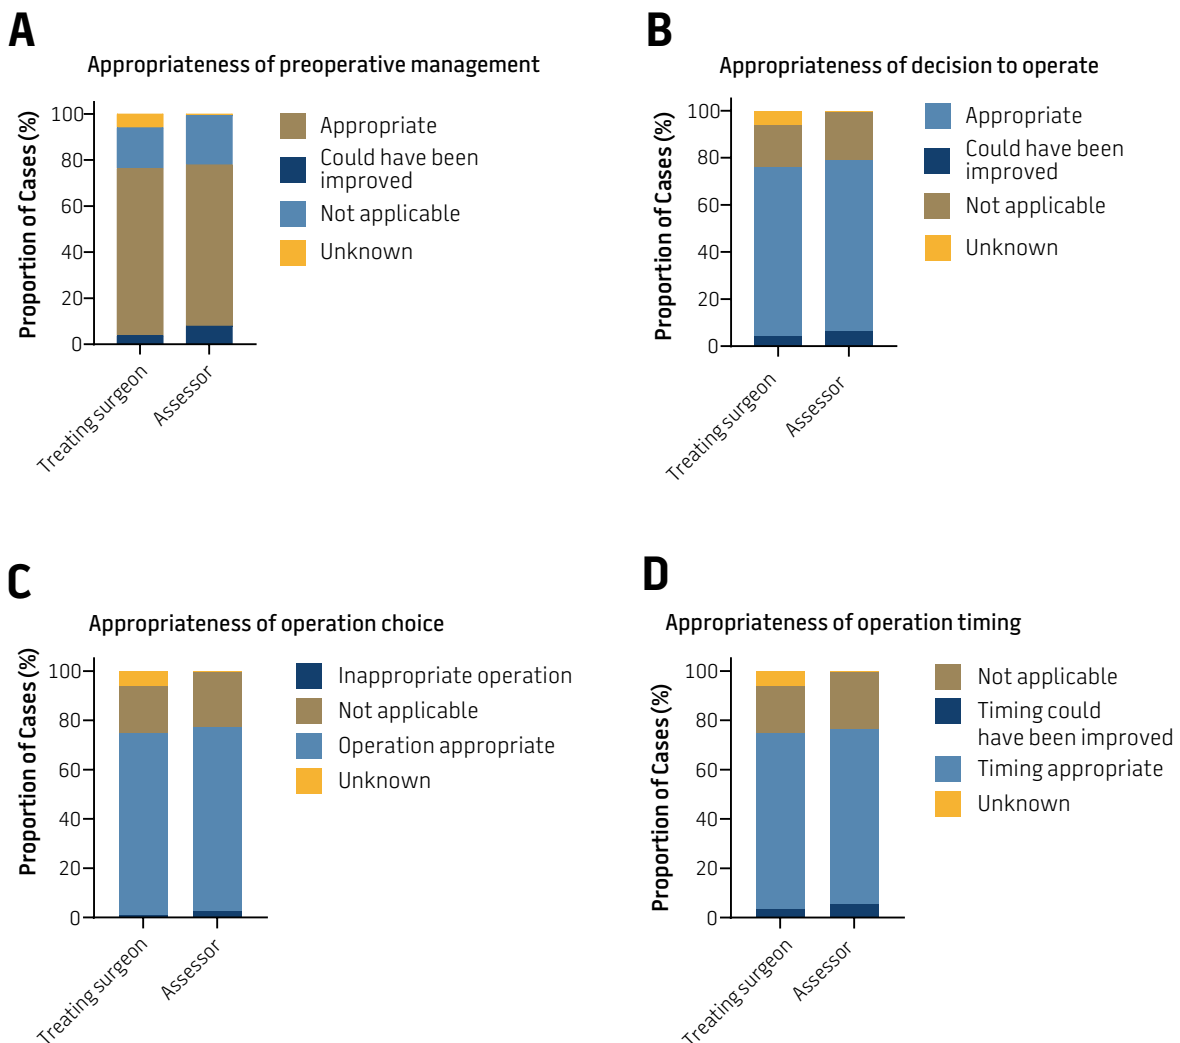 A
Appropriateness of preoperative management
Proportion of Cases (%)
100
80
60
40
20
0
Treating surgeon
Assessor
Appropriate
Could have been
improved
Not applicable
Unknown
B
Appropriateness of decision to operate
Proportion of Cases (%)
100
80
60
40
20
0
Treating surgeon
Assessor
Appropriate
Could have been
improved
Not applicable
Unknown
C
Appropriateness of operation choice
Proportion of Cases (%)
100
80
60
40
20
0
Treating surgeon
Assessor
Inappropriate operation
Not applicable
Operation appropriate
Unknown
D
Appropriateness of operation timing
Proportion of Cases (%)
100
80
60
40
20
0
Treating surgeon
Assessor
Not applicable
Timing could
have been improved
Timing appropriate
Unknown